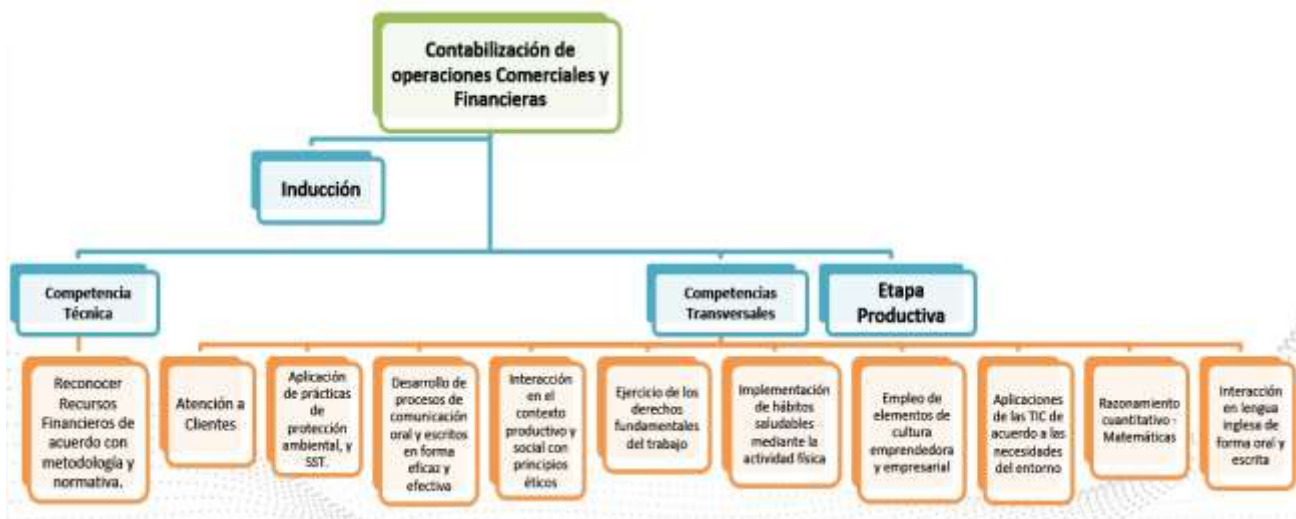 Contabilización de
operaciones Comerciales y
Financieras
Inducción
Competencia
Técnica
Competencias
Transversales
Etapa
Productiva
Reconocer
Recursos
Financieros de
acuerdo con
metodología y
normativa.
Atención a
Clientes
Aplicación
de prácticas
de
protección
ambiental, y
SST.
Desarrollo de
procesos de
comunicación
oral y escritos
en forma
eficaz y
efectiva
Interacción
en el
contexto
productivo y
social con
principios
éticos
Ejercicio de los
derechos
fundamentales
del trabajo
Implementación
de hábitos
saludables
mediante la
actividad física
Empleo de
elementos de
cultura
emprendedora
y empresarial
Aplicaciones
de las TIC de
acuerdo a las
necesidades
del entorno
Razonamiento
cuantitativo -
Matemáticas
Interacción
en lengua
inglesa de
forma oral y
escrita